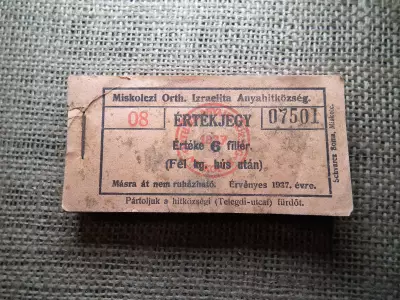 Miskolczi Orth. Izraelita Anyahitközség.
08 ÉRTÉKJEGY 07501
Értéke 6 fillér.
(Fél kg. hús után)
Másra át nem ruházható. Érvényes 1937. évre.
Pártoljuk a hitközségi (Telegdi-utcai) fürdőt.